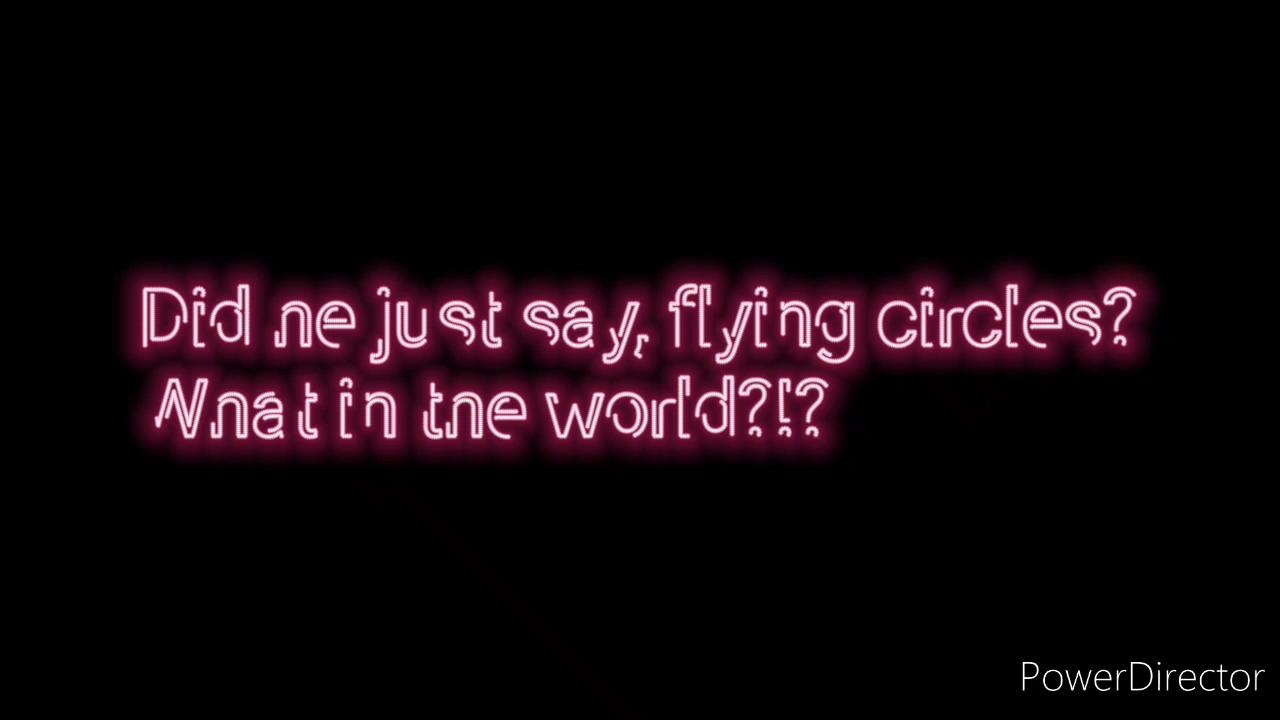 Did he just say, flying circles?
What in the world?!?
PowerDirector